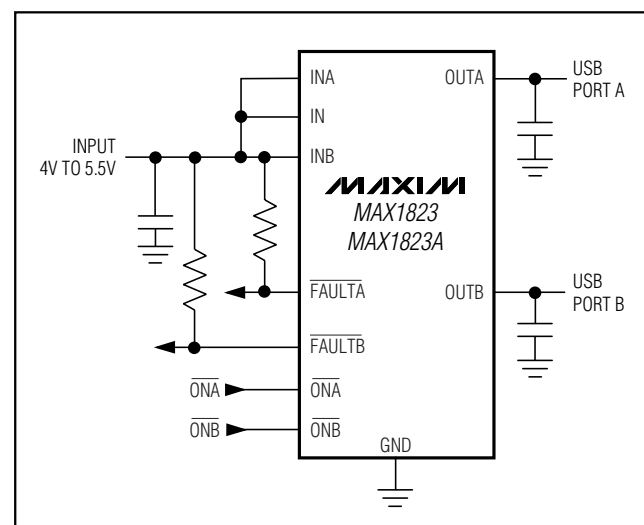 INA
OUTA
USB
PORT A
IN
INPUT
4V TO 5.5V
INB
MAXIM
MAX1823
MAX1823A
FAULTA
OUTB
USB
PORT B
FAULTB
ONA
ONA
ONB
ONB
GND